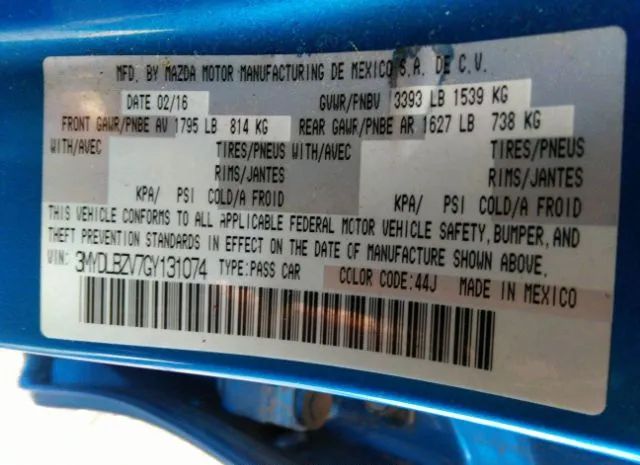 MFD. BY MAZDA MOTOR MANUFACTURING DE MEXICO S.A. DE C.V.
DATE 02/16 GVWR/PNBV 3393 LB 1539 KG
FRONT GAWR/PNBE AV 1795 LB 814 KG REAR GAWR/PNBE AR 1627 LB 738 KG
WITH/AVEC TIRES/PNEUS WITH/AVEC TIRES/PNEUS
RIMS/JANTES RIMS/JANTES
KPA/ PSI COLD/A FROID KPA/ PSI COLD/A FROID
THIS VEHICLE CONFORMS TO ALL APPLICABLE FEDERAL MOTOR VEHICLE SAFETY, BUMPER, AND
THEFT PREVENTION STANDARDS IN EFFECT ON THE DATE OF MANUFACTURE SHOWN ABOVE.
VIN: 3MYDLBZV7GY131074 TYPE:PASS CAR COLOR CODE:44J MADE IN MEXICO